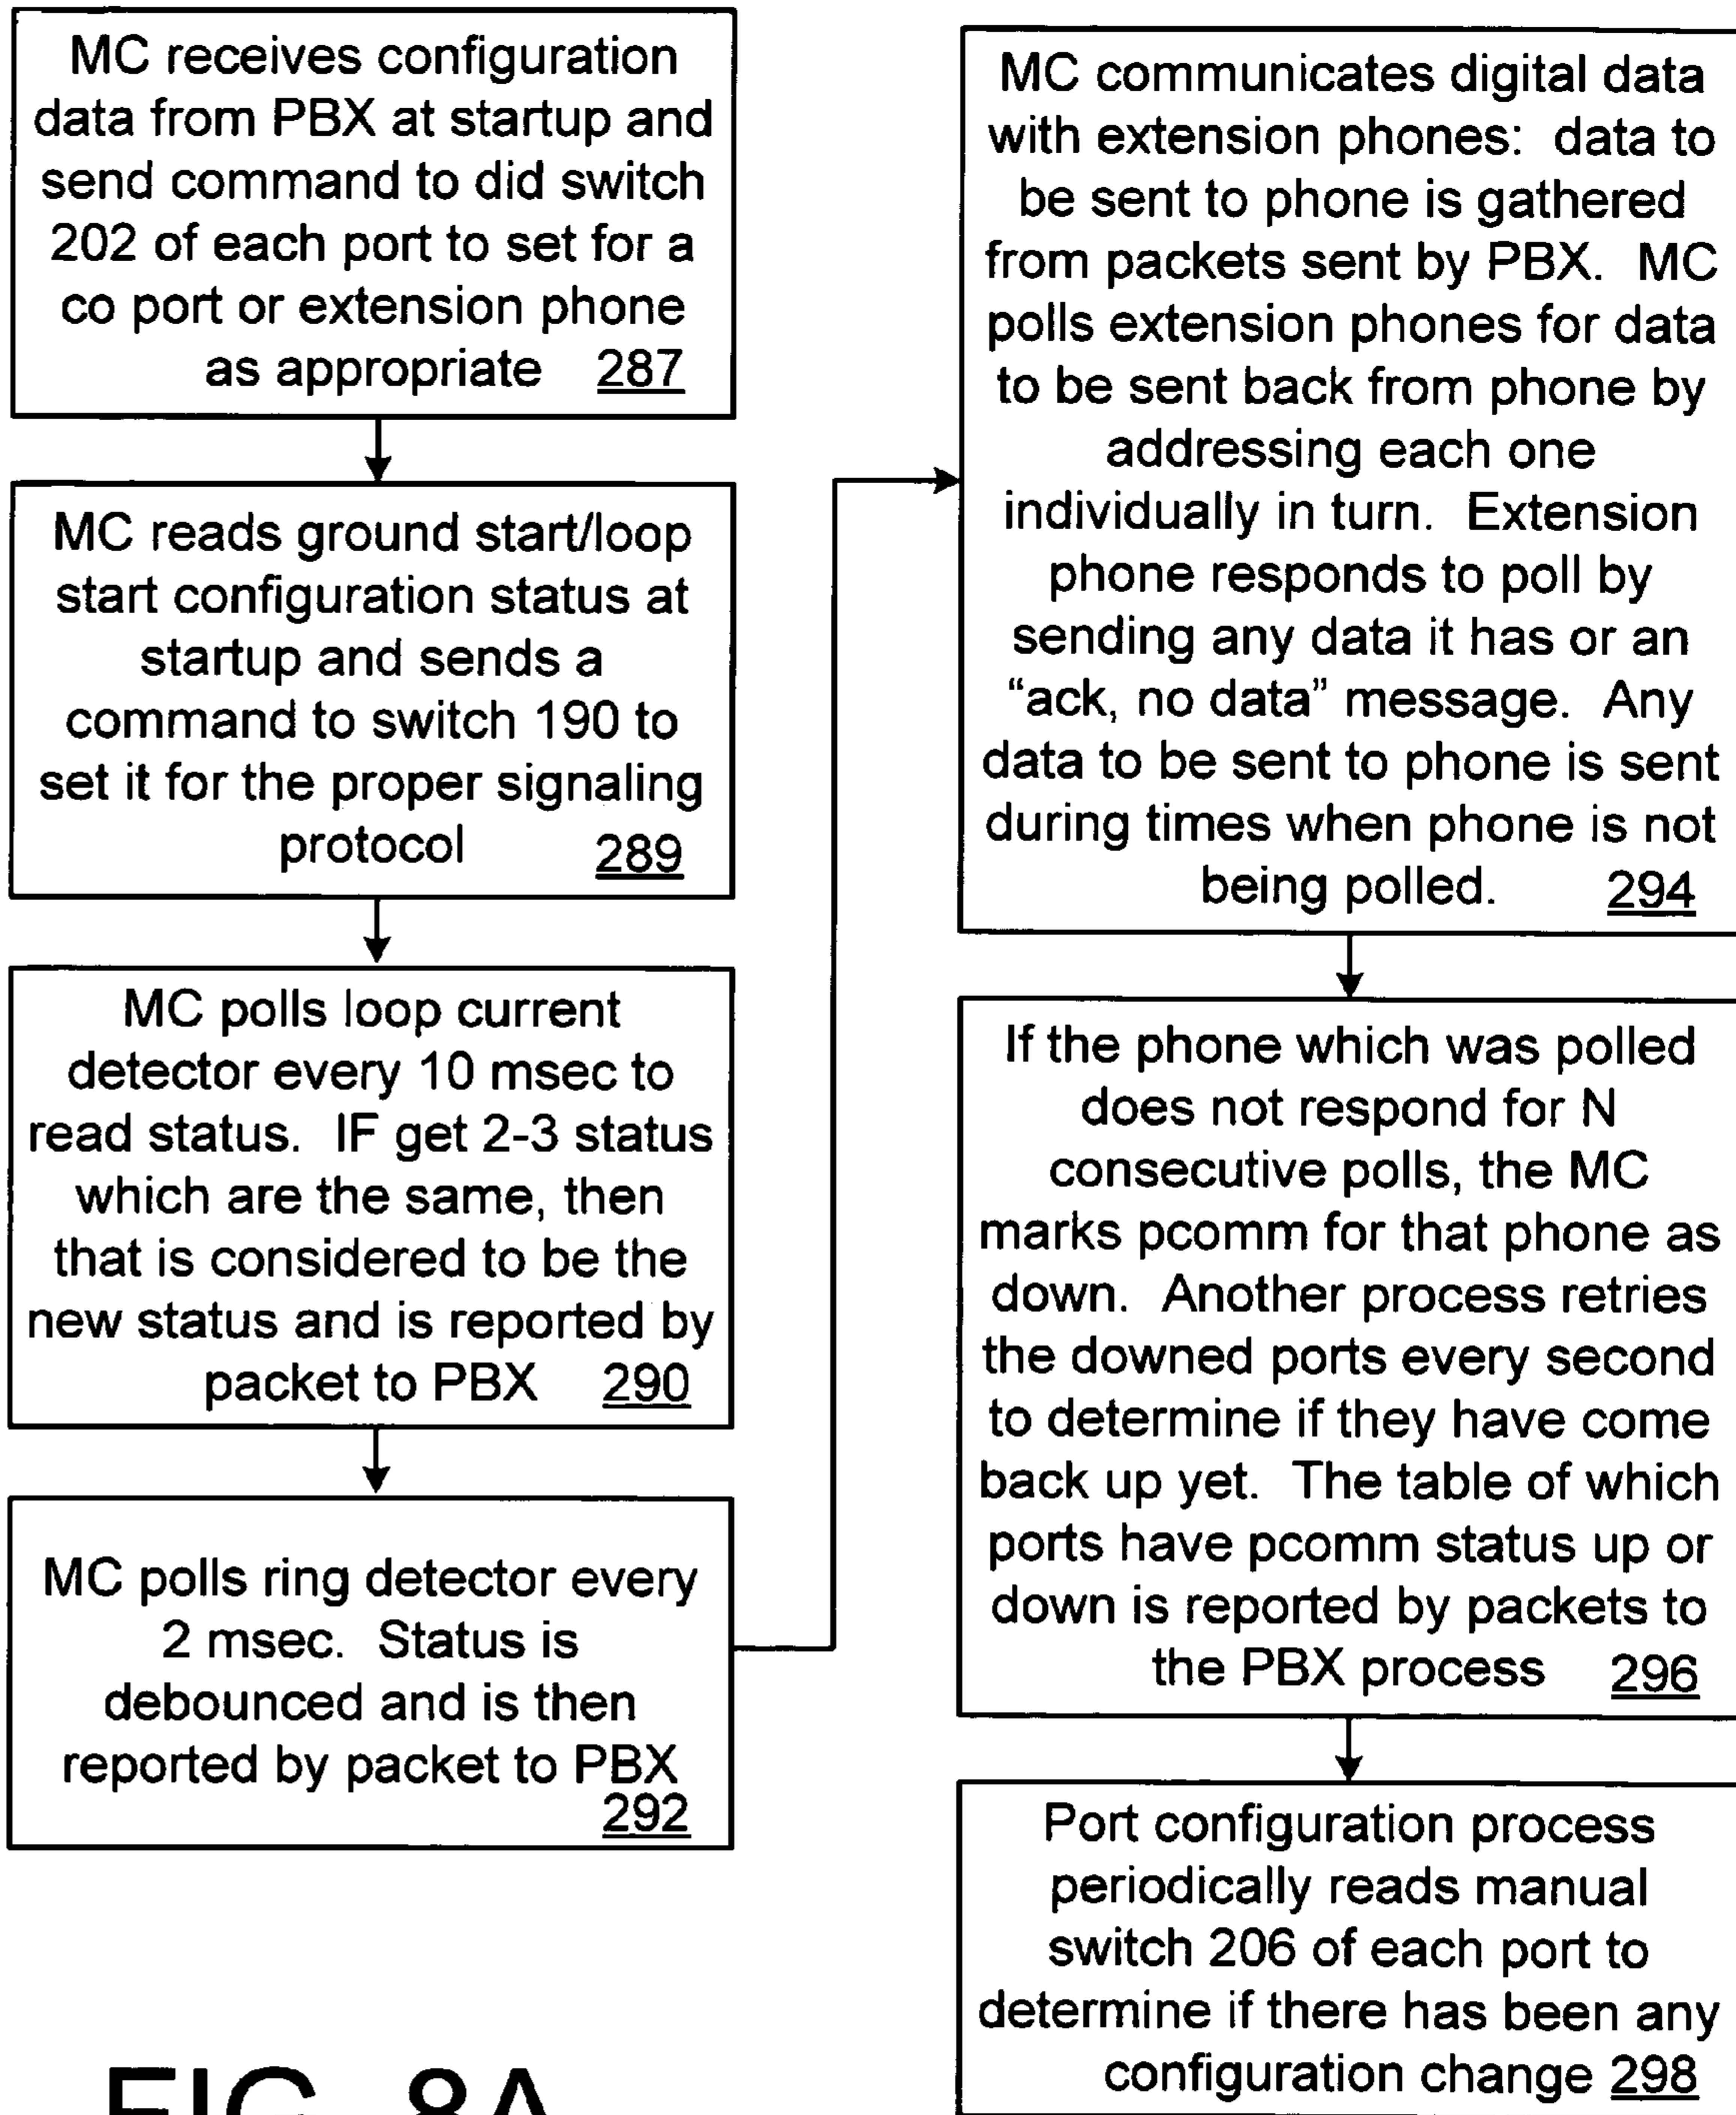 MC receives configuration
data from PBX at startup and
send command to did switch
202 of each port to set for a
co port or extension phone
as appropriate 287
MC reads ground start/loop
start configuration status at
startup and sends a
command to switch 190 to
set it for the proper signaling
protocol 289
MC polls loop current
detector every 10 msec to
read status. IF get 2-3 status
which are the same, then
that is considered to be the
new status and is reported by
packet to PBX 290
MC polls ring detector every
2 msec. Status is
debounced and is then
reported by packet to PBX
292
MC communicates digital data
with extension phones: data to
be sent to phone is gathered
from packets sent by PBX. MC
polls extension phones for data
to be sent back from phone by
addressing each one
individually in turn. Extension
phone responds to poll by
sending any data it has or an
“ack, no data” message. Any
data to be sent to phone is sent
during times when phone is not
being polled. 294
If the phone which was polled
does not respond for N
consecutive polls, the MC
marks pcomm for that phone as
down. Another process retries
the downed ports every second
to determine if they have come
back up yet. The table of which
ports have pcomm status up or
down is reported by packets to
the PBX process 296
Port configuration process
periodically reads manual
switch 206 of each port to
determine if there has been any
configuration change 298
FIG. 8A